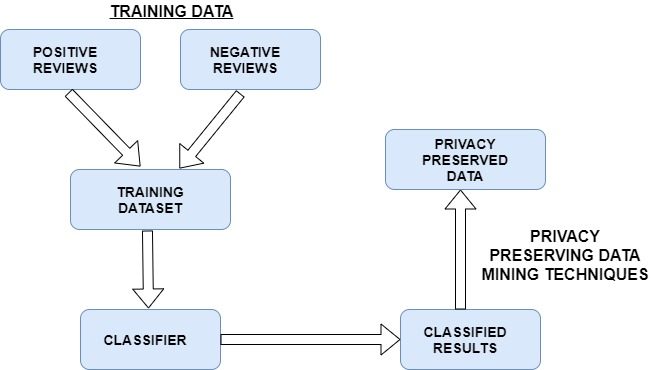 TRAINING DATA
POSITIVE
REVIEWS
NEGATIVE
REVIEWS
TRAINING
DATASET
CLASSIFIER
CLASSIFIED
RESULTS
PRIVACY
PRESERVING DATA
MINING TECHNIQUES
PRIVACY
PRESERVED
DATA